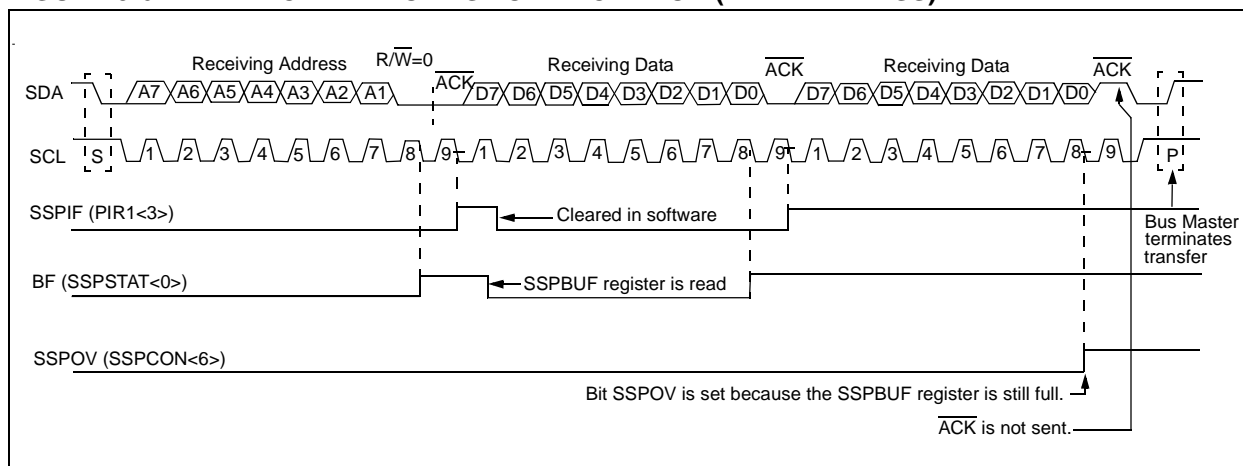 Receiving Address R/W=0 Receiving Data Receiving Data
ACK ACK ACK
SDA A7 A6 A5 A4 A3 A2 A1 D7 D6 D5 D4 D3 D2 D1 D0 D7 D6 D5 D4 D3 D2 D1 D0
SCL S 1 2 3 4 5 6 7 8 9 1 2 3 4 5 6 7 8 9 1 2 3 4 5 6 7 8 9 P
SSPIF (PIR1<3>) Cleared in software
Bus Master
terminates
transfer
BF (SSPSTAT<0>) SSPBUF register is read
SSPOV (SSPCON<6>)
Bit SSPOV is set because the SSPBUF register is still full.
ACK is not sent.